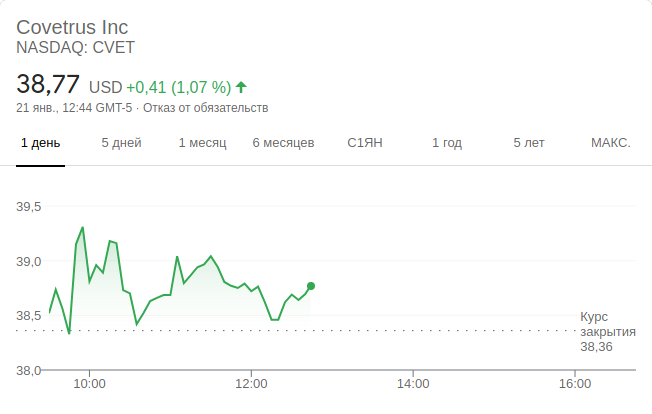 Covetrus Inc
NASDAQ: CVET
38,77 USD +0,41 (1,07 %)
21 янв., 12:44 GMT-5 · Отказ от обязательств
1 день 5 дней 1 месяц 6 месяцев С1ЯН 1 год 5 лет МАКС.
39,5
39,0
38,5
38,0
Курс
закрытия
38,36
10:00 12:00 14:00 16:00